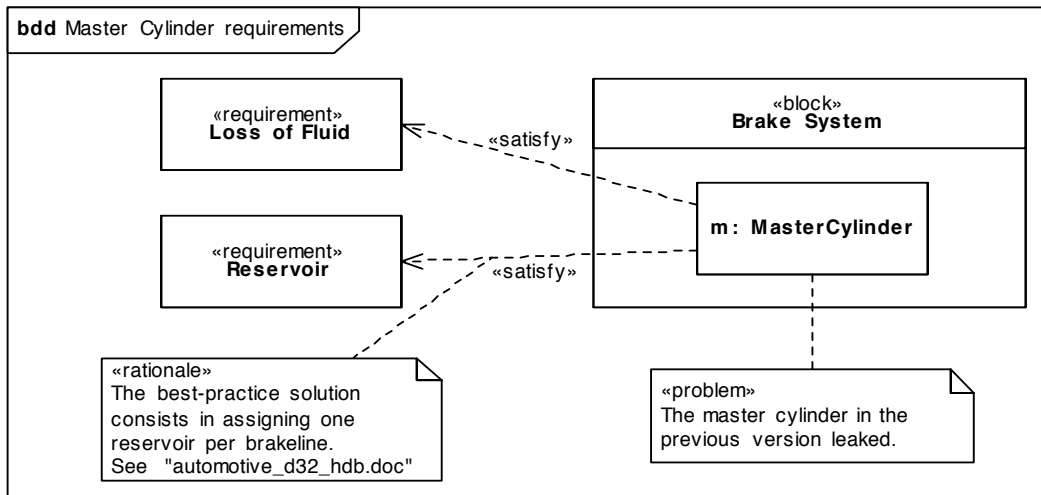 bdd Master Cylinder requirements
«requirement»
Loss of Fluid
«satisfy»
«block»
Brake System
m: MasterCylinder
«requirement»
Reservoir
«satisfy»
«rationale»
The best-practice solution
consists in assigning one
reservoir per brakeline.
See "automotive_d32_hdb.doc"
«problem»
The master cylinder in the
previous version leaked.